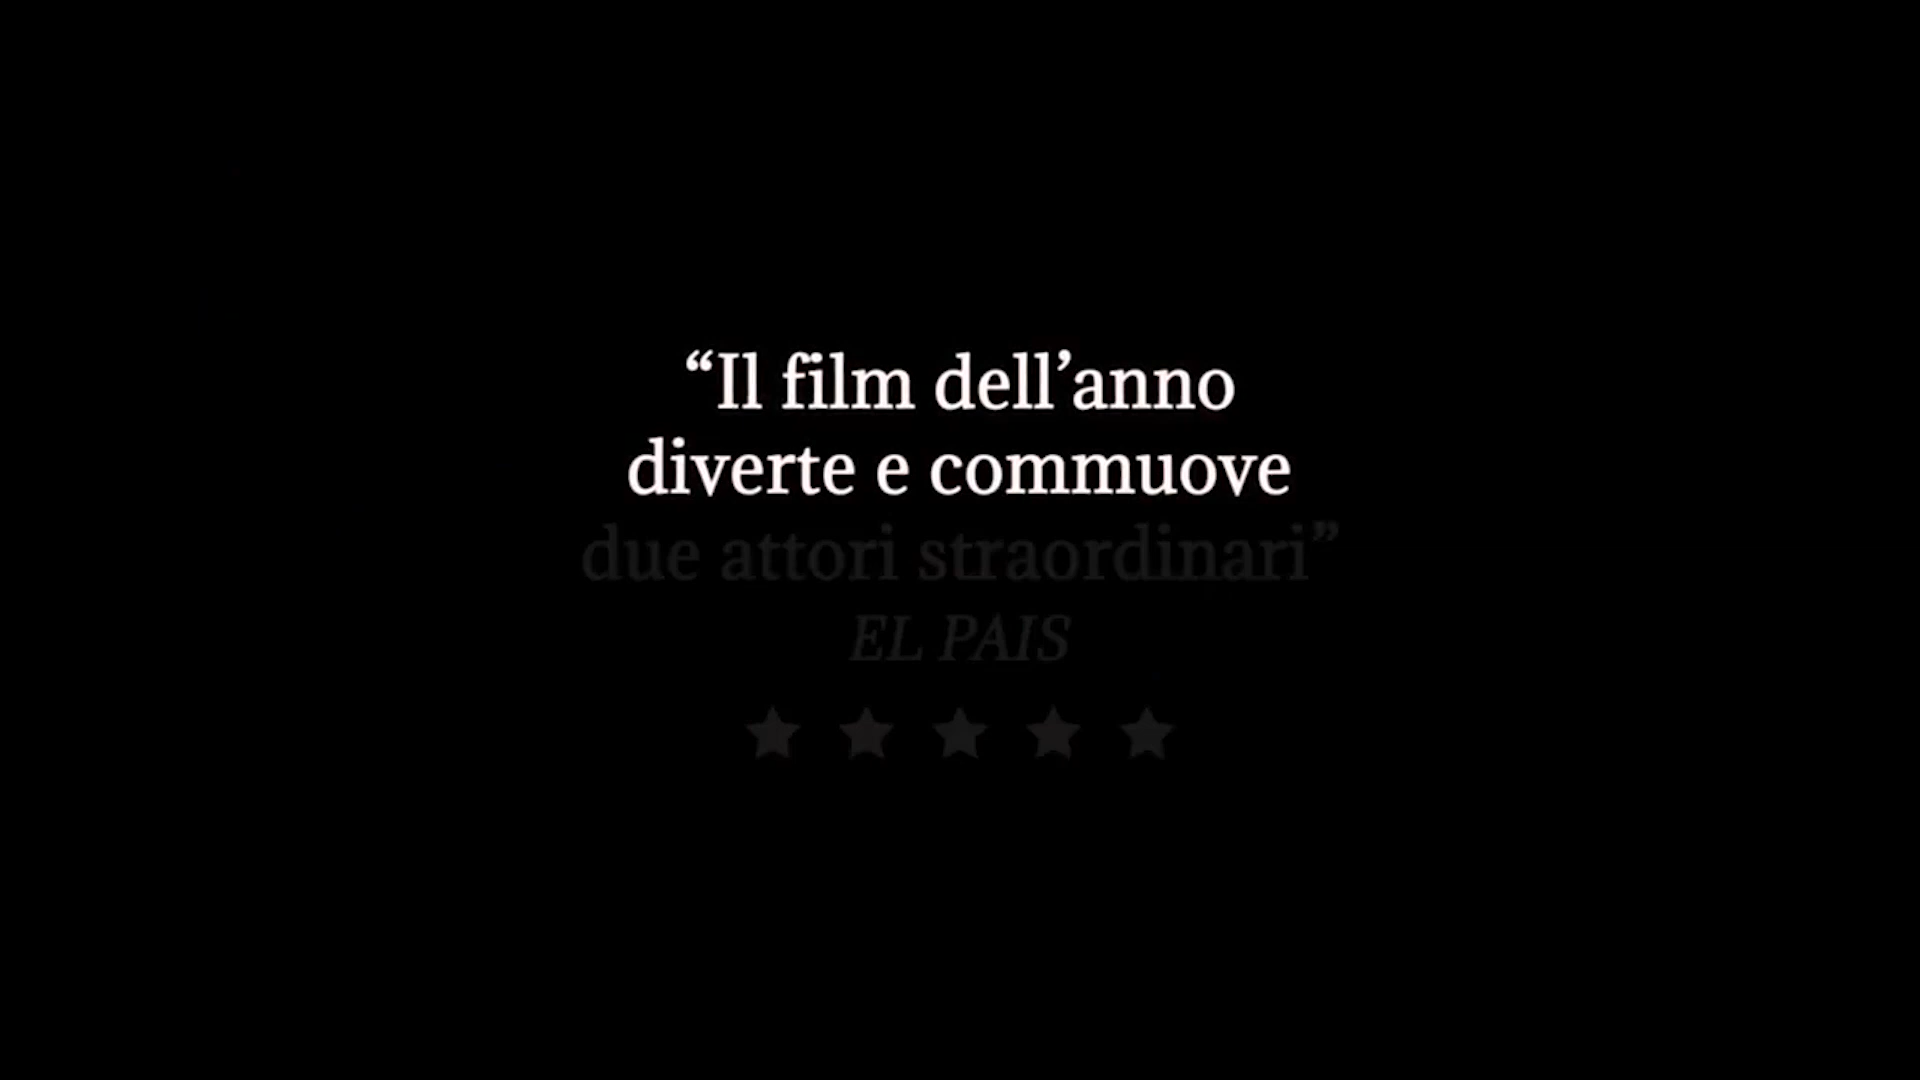 “Il film dell’anno
diverte e commuove
due attori straordinari”
EL PAIS